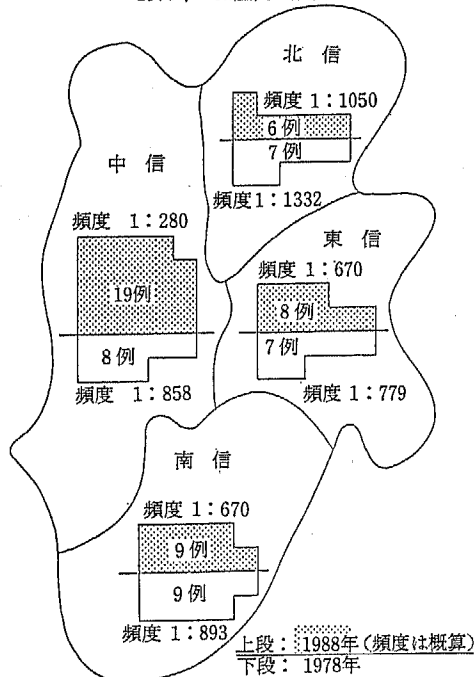 北信
頻度 1:1050
6例
7例
頻度1:1332
中信
頻度 1:280
19例
8例
頻度 1:858
東信
頻度 1:670
8例
7例
頻度 1:779
南信
頻度 1:670
9例
9例
頻度 1:893
上段:1988年(頻度は概算)
下段:1978年